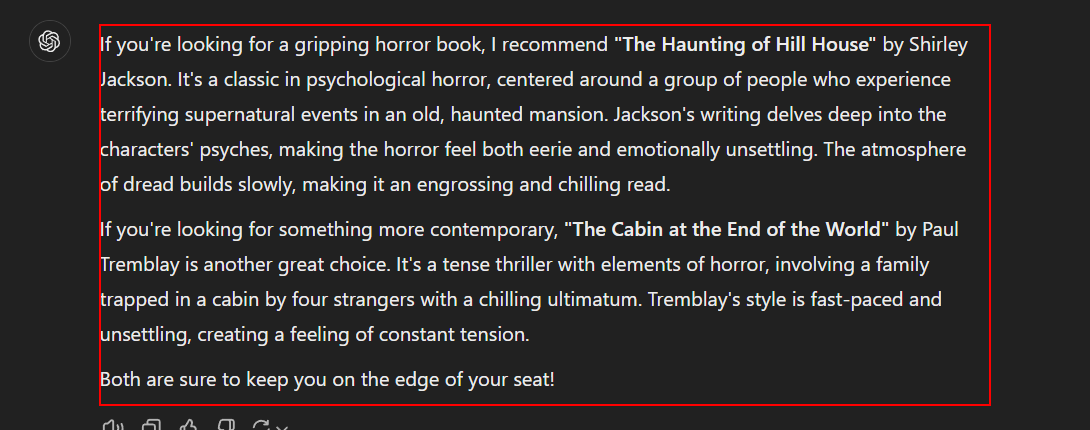 If you're looking for a gripping horror book, I recommend "The Haunting of Hill House" by Shirley
Jackson. It's a classic in psychological horror, centered around a group of people who experience
terrifying supernatural events in an old, haunted mansion. Jackson's writing delves deep into the
characters' psyches, making the horror feel both eerie and emotionally unsettling. The atmosphere
of dread builds slowly, making it an engrossing and chilling read.
If you're looking for something more contemporary, "The Cabin at the End of the World" by Paul
Tremblay is another great choice. It's a tense thriller with elements of horror, involving a family
trapped in a cabin by four strangers with a chilling ultimatum. Tremblay's style is fast-paced and
unsettling, creating a feeling of constant tension.
Both are sure to keep you on the edge of your seat!